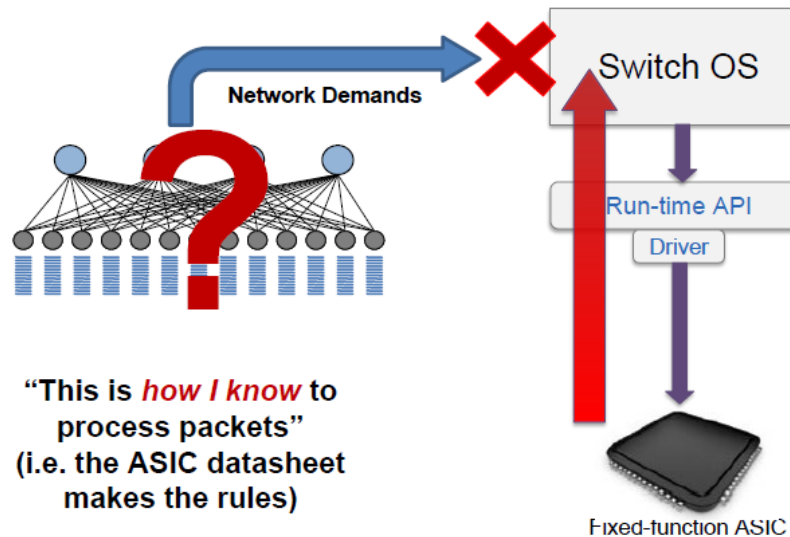 Network Demands
Switch OS
Run-time API
Driver
?
“This is how I know to
process packets”
(i.e. the ASIC datasheet
makes the rules)
Fixed-function ASIC